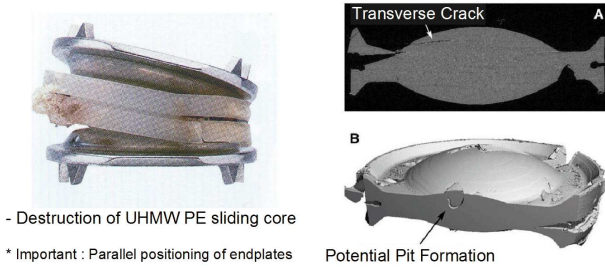 Transverse Crack
A
- Destruction of UHMW PE sliding core
* Important : Parallel positioning of endplates
B
Potential Pit Formation